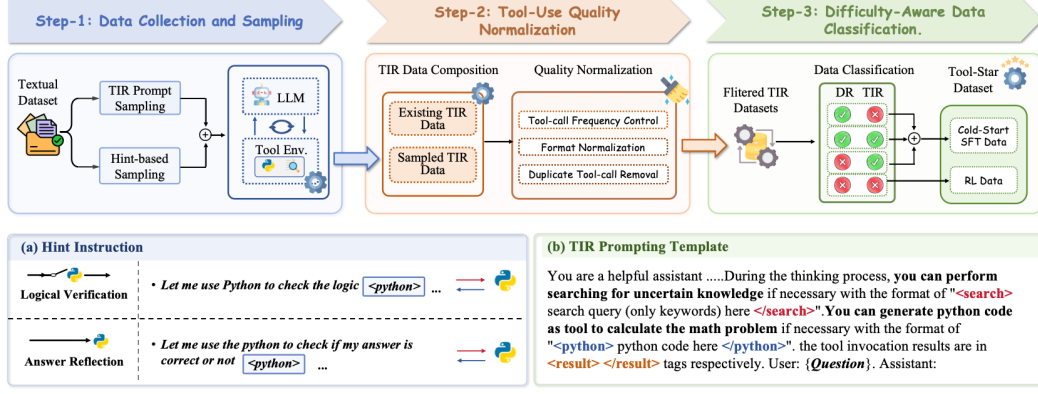 Step-1: Data Collection and Sampling
Step-2: Tool-Use Quality
Normalization
Step-3: Difficulty-Aware Data
Classification.
Textual
Dataset
TIR Prompt
Sampling
Hint-based
Sampling
LLM
Tool Env.
TIR Data Composition
Existing TIR
Data
Sampled TIR
Data
Quality Normalization
Tool-call Frequency Control
Format Normalization
Duplicate Tool-call Removal
Flitered TIR
Datasets
Data Classification
DR TIR
Tool-Star
Dataset
Cold-Start
SFT Data
RL Data
(a) Hint Instruction
Logical Verification
• Let me use Python to check the logic <python> ...
Answer Reflection
• Let me use the python to check if my answer is
correct or not <python> ...
(b) TIR Prompting Template
You are a helpful assistant .....During the thinking process, you can perform
searching for uncertain knowledge if necessary with the format of "<search>
search query (only keywords) here </search>".You can generate python code
as tool to calculate the math problem if necessary with the format of
"<python> python code here </python>". the tool invocation results are in
<result> </result> tags respectively. User: {Question}. Assistant: